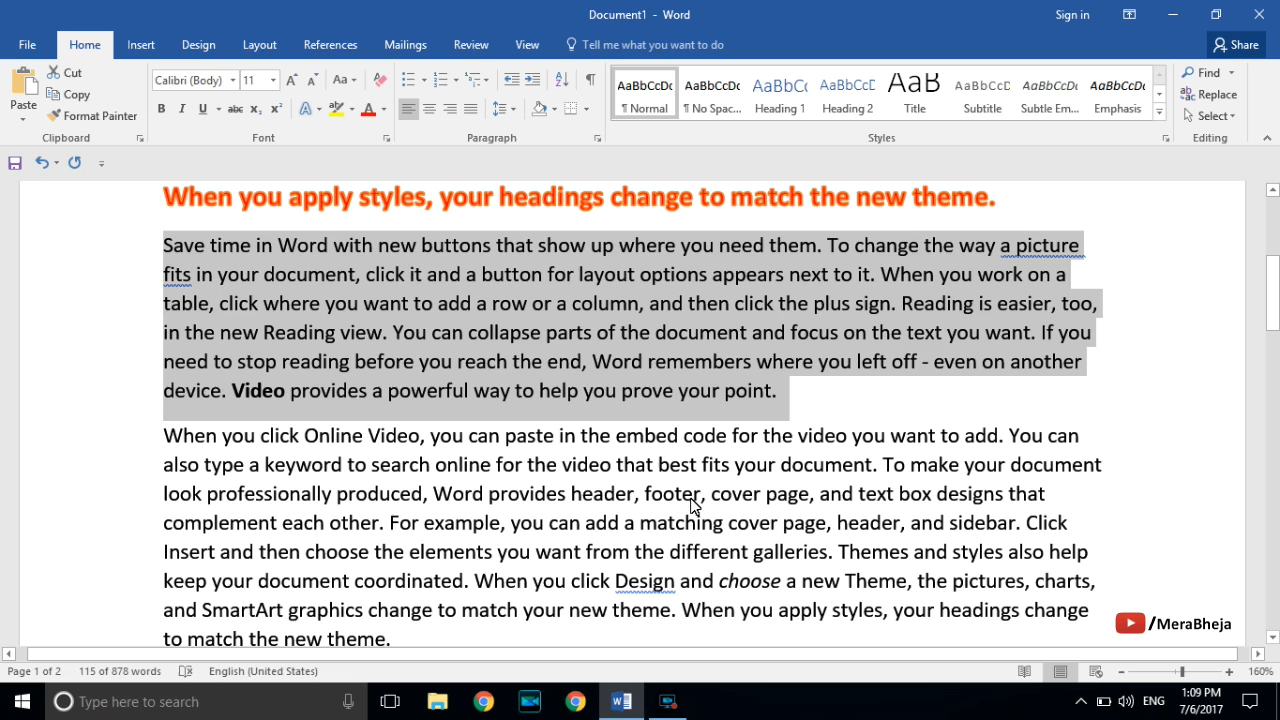 Document1 - Word
Sign in
File Home Insert Design Layout References Mailings Review View Tell me what you want to do Share
Paste
Cut
Copy
Format Painter
Clipboard
Calibri (Body) 11
Aa
B I U abc x₂ x²
A A
Font
Paragraph
AaBbCcDc AaBbCcDc AaBbCc AaBbCcC AaB AaBbCcD AaBbCcDc AaBbCcDc
¶ Normal ¶ No Spac... Heading 1 Heading 2 Title Subtitle Subtle Em... Emphasis
Styles
Find
Replace
Select
Editing
When you apply styles, your headings change to match the new theme.
Save time in Word with new buttons that show up where you need them. To change the way a picture
fits in your document, click it and a button for layout options appears next to it. When you work on a
table, click where you want to add a row or a column, and then click the plus sign. Reading is easier, too,
in the new Reading view. You can collapse parts of the document and focus on the text you want. If you
need to stop reading before you reach the end, Word remembers where you left off - even on another
device. Video provides a powerful way to help you prove your point.
When you click Online Video, you can paste in the embed code for the video you want to add. You can
also type a keyword to search online for the video that best fits your document. To make your document
look professionally produced, Word provides header, footer, cover page, and text box designs that
complement each other. For example, you can add a matching cover page, header, and sidebar. Click
Insert and then choose the elements you want from the different galleries. Themes and styles also help
keep your document coordinated. When you click Design and choose a new Theme, the pictures, charts,
and SmartArt graphics change to match your new theme. When you apply styles, your headings change
to match the new theme.
/MeraBheja
Page 1 of 2 115 of 878 words English (United States) 160%
Type here to search
ENG
1:09 PM
7/6/2017